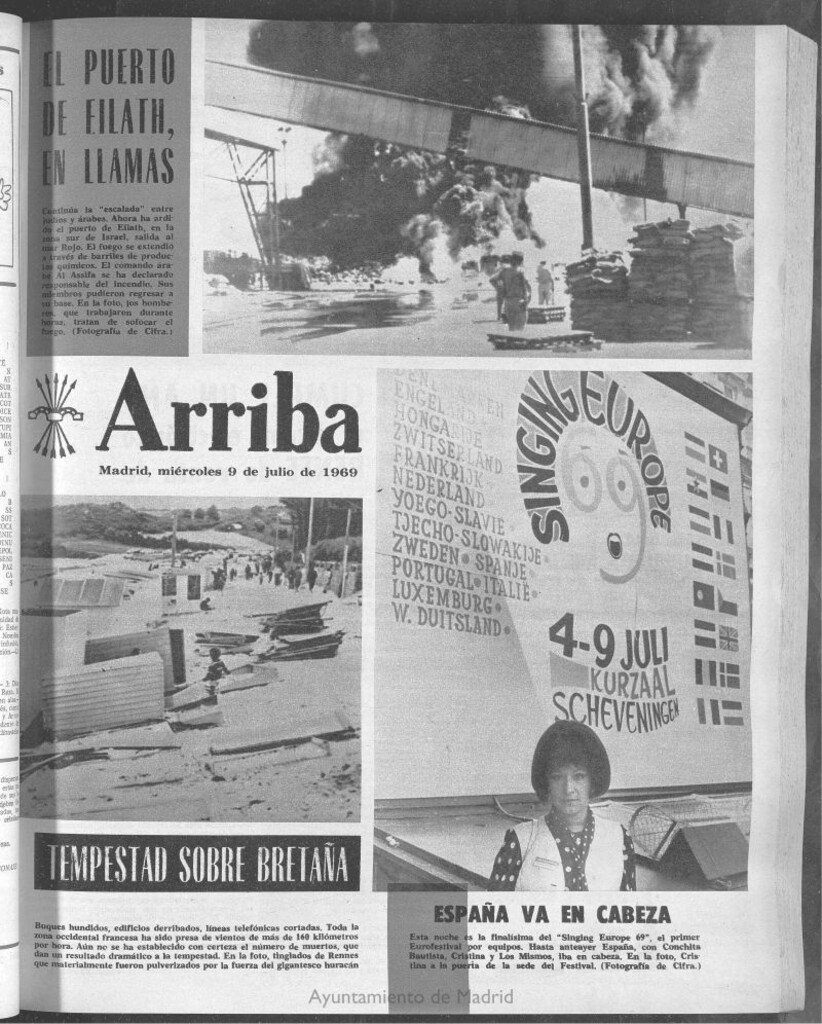 EL PUERTO
DE EILATH,
EN LLAMAS
Continúa la "escalada" entre
judíos y árabes. Ahora ha ardi-
do el puerto de Eilath, en la
zona sur de Israel, salida al
mar Rojo. El fuego se extendió
a través de barriles de produc-
tos químicos. El comando ára-
be Al Assifa se ha declarado
responsable del incendio. Sus
miembros pudieron regresar a
su base. En la foto, los bombe-
ros, que trabajaron durante
horas, tratan de sofocar el
fuego. (Fotografía de Cifra.)
Arriba
Madrid, miércoles 9 de julio de 1969
ENGELAND
HONGARIJE
ZWITSERLAND
FRANKRIJK
NEDERLAND
YOEGO-SLAVIE
TJECHO-SLOWAKIJE
ZWEDEN SPANJE
PORTUGAL ITALIË
LUXEMBURG
W. DUITSLAND
SINGING EUROPE
69
4-9 JULI
KURZAAL
SCHEVENINGEN
TEMPESTAD SOBRE BRETAÑA
Buques hundidos, edificios derribados, líneas telefónicas cortadas. Toda la
zona occidental francesa ha sido presa de vientos de más de 160 kilómetros
por hora. Aún no se ha establecido con certeza el número de muertos, que
dan un resultado dramático a la tempestad. En la foto, tinglados de Rennes
que materialmente fueron pulverizados por la fuerza del gigantesco huracán
ESPAÑA VA EN CABEZA
Esta noche es la finalísima del "Singing Europe 69", el primer
Eurofestival por equipos. Hasta anteayer España, con Conchita
Bautista, Cristina y Los Mismos, iba en cabeza. En la foto, Cris-
tina a la puerta de la sede del Festival. (Fotografía de Cifra.)
Ayuntamiento de Madrid